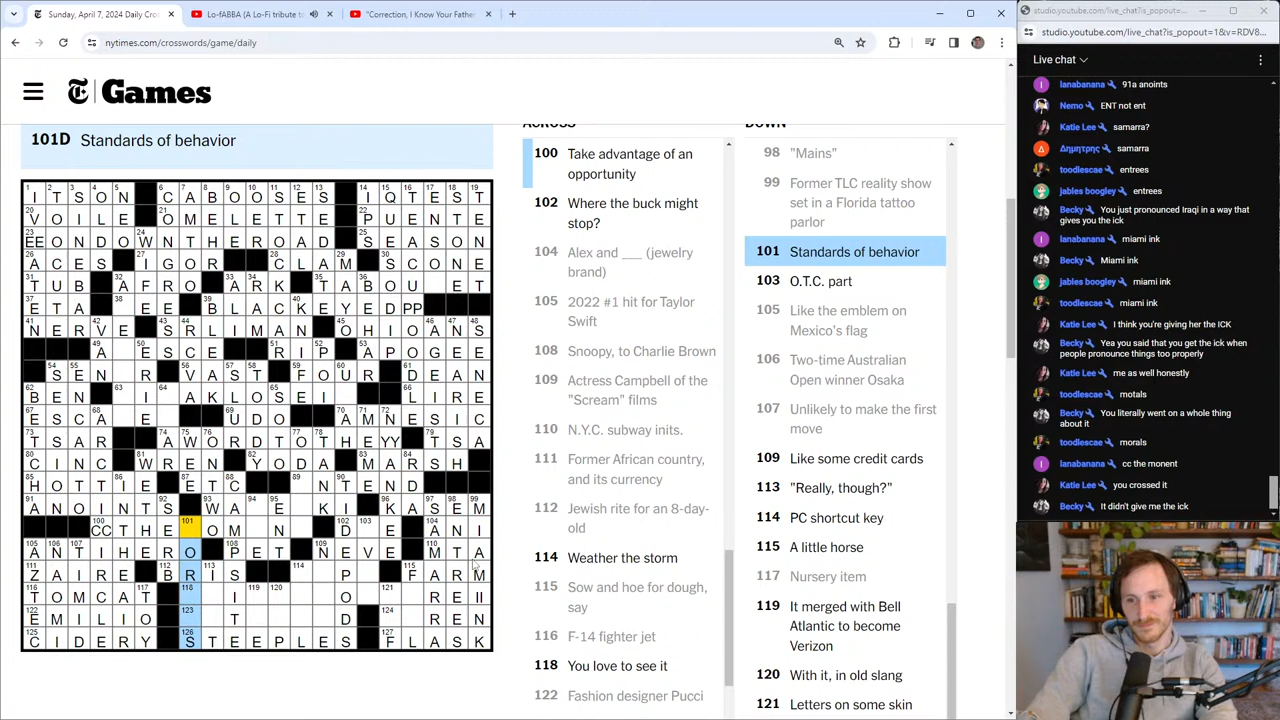 Sunday, April 7, 2024 Daily Cro
Lo-fABBA (A Lo-Fi tribute to
"Correction, I Know Your Father
nytimes.com/crosswords/game/daily
Games
101D Standards of behavior
ACROSS
100 Take advantage of an
opportunity
102 Where the buck might
stop?
104 Alex and ___ (jewelry
brand)
105 2022 #1 hit for Taylor
Swift
108 Snoopy, to Charlie Brown
109 Actress Campbell of the
"Scream" films
110 N.Y.C. subway inits.
111 Former African country,
and its currency
112 Jewish rite for an 8-day-
old
114 Weather the storm
115 Sow and hoe for dough,
say
116 F-14 fighter jet
118 You love to see it
122 Fashion designer Pucci
DOWN
98 "Mains"
99 Former TLC reality show
set in a Florida tattoo
parlor
101 Standards of behavior
103 O.T.C. part
105 Like the emblem on
Mexico's flag
106 Two-time Australian
Open winner Osaka
107 Unlikely to make the first
move
109 Like some credit cards
113 "Really, though?"
114 PC shortcut key
115 A little horse
117 Nursery item
119 It merged with Bell
Atlantic to become
Verizon
120 With it, in old slang
121 Letters on some skin
studio.youtube.com/live_chat?is_popout=...
studio.youtube.com/live_chat?is_popout=1&v=RDV8...
Live chat
lanabanana 91a anoints
Nemo ENT not ent
Katie Lee samarra?
Δημητρης samarra
toodlescae entrees
jables boogley entrees
Becky You just pronounced Iraqi in a way that
gives you the ick
lanabanana miami ink
Becky Miami ink
jables boogley miami ink
toodlescae miami ink
Katie Lee I think you're giving her the ICK
Becky Yea you said that you get the ick when
people pronounce things too properly
Katie Lee me as well honestly
toodlescae motals
Becky You literally went on a whole thing
about it
toodlescae morals
lanabanana cc the monent
Katie Lee you crossed it
Becky It didn't give me the ick